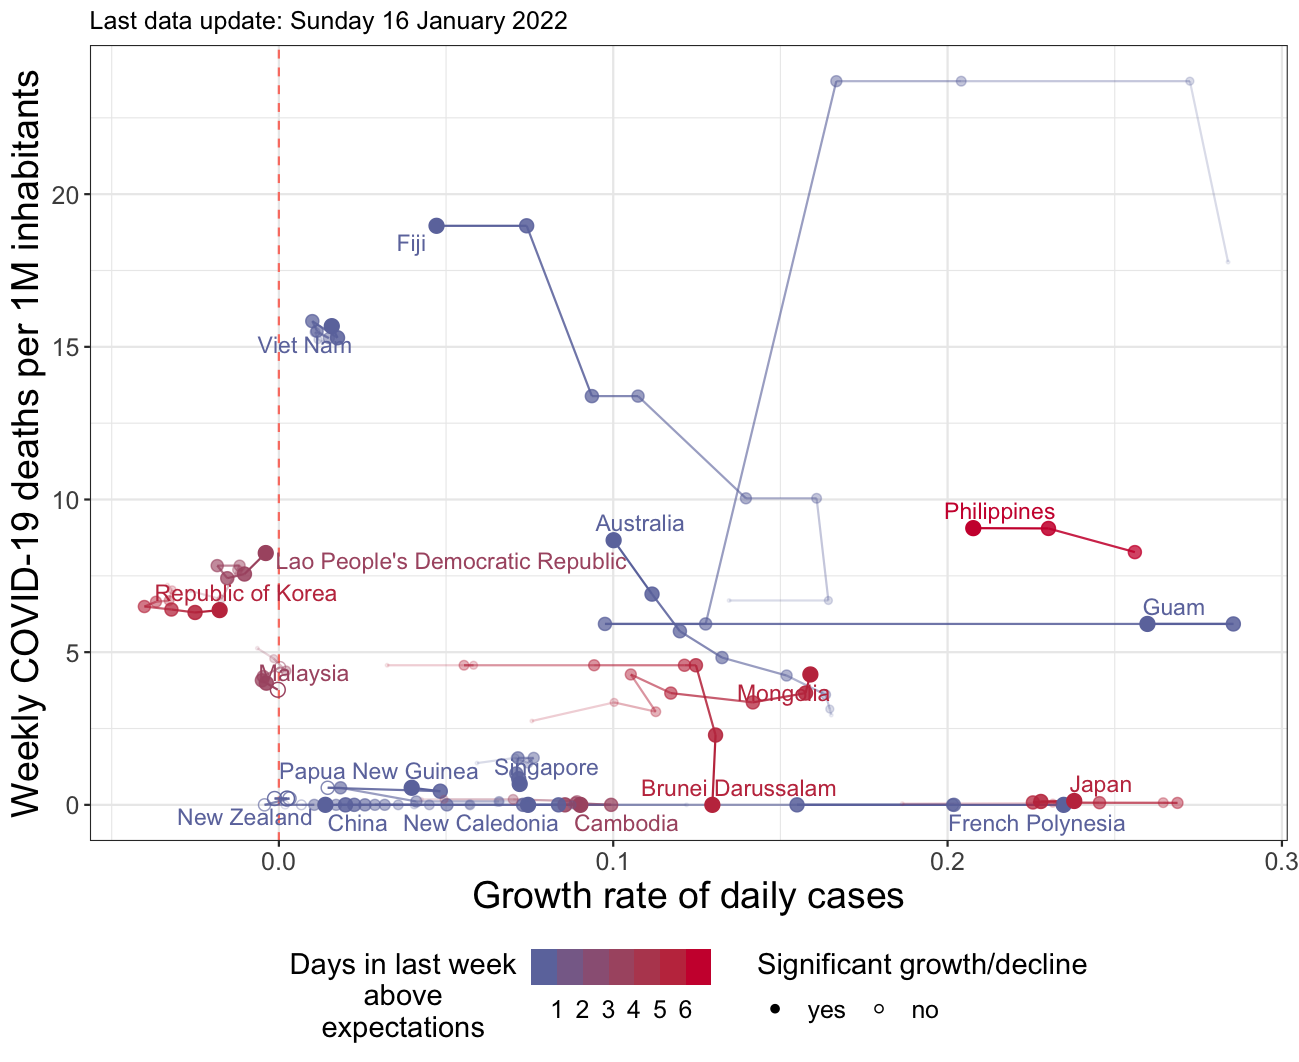 Last data update: Sunday 16 January 2022
Weekly COVID-19 deaths per 1M inhabitants
20
15
10
5
0
Fiji
Viet Nam
Australia
Philippines
Lao People's Democratic Republic
Republic of Korea
Guam
Malaysia
Mongolia
Papua New Guinea
Singapore
Brunei Darussalam
Japan
New Zealand
China
New Caledonia
Cambodia
French Polynesia
0.0
0.1
0.2
0.3
Growth rate of daily cases
Days in last week
above
expectations
1 2 3 4 5 6
Significant growth/decline
yes
no